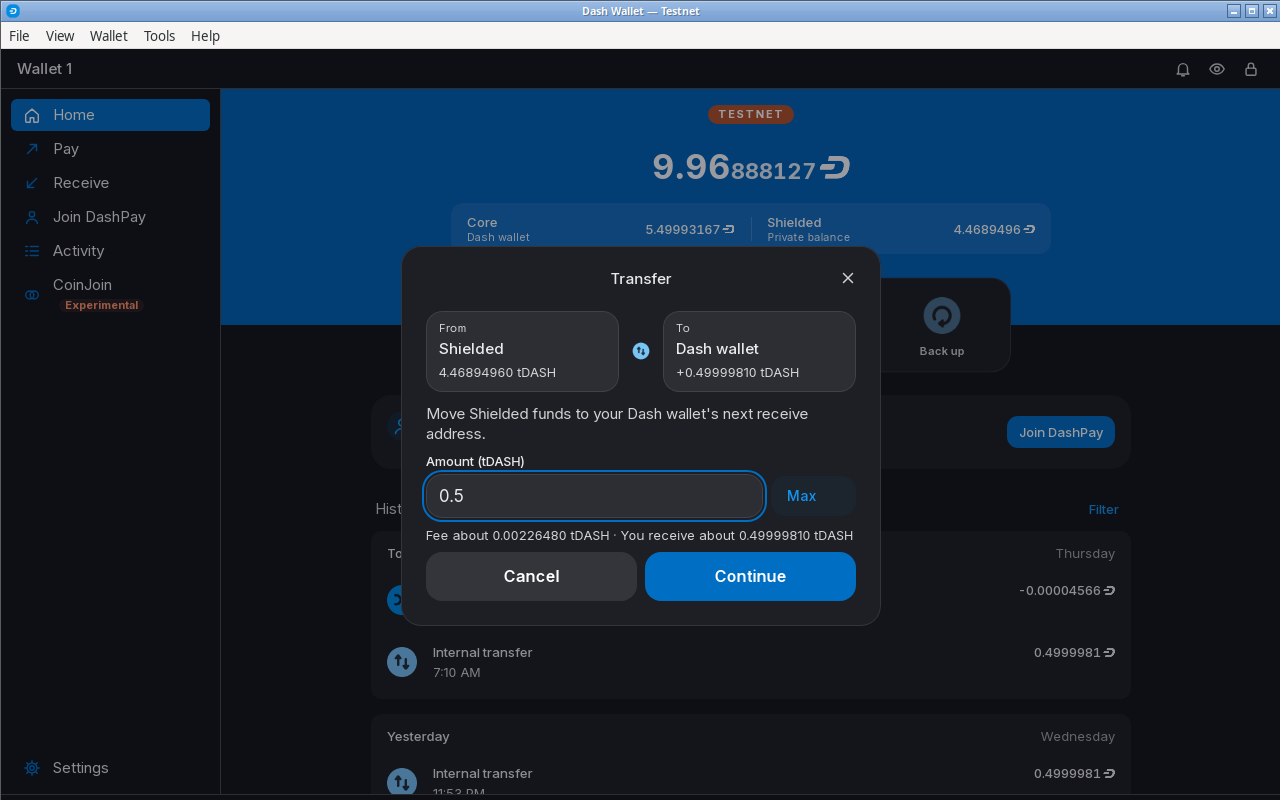 Dash Wallet — Testnet
File View Wallet Tools Help
Wallet 1
Home
Pay
Receive
Join DashPay
Activity
CoinJoin
Experimental
Settings
TESTNET
9.96888127
Core
Dash wallet
5.49993167
Shielded
Private balance
4.4689496
Back up
Join DashPay
Filter
Thursday
-0.00004566
Internal transfer
7:10 AM
0.4999981
Yesterday
Wednesday
Internal transfer
11:53 PM
0.4999981
Transfer
From
Shielded
4.46894960 tDASH
To
Dash wallet
+0.49999810 tDASH
Move Shielded funds to your Dash wallet's next receive
address.
Amount (tDASH)
0.5
Max
Fee about 0.00226480 tDASH · You receive about 0.49999810 tDASH
Cancel
Continue